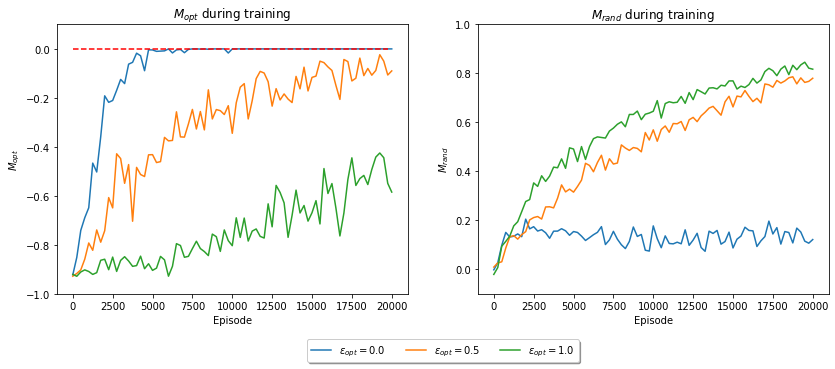 M_opt during training
M_rand during training
M_opt
0.0
−0.2
−0.4
−0.6
−0.8
−1.0
0 2500 5000 7500 10000 12500 15000 17500 20000
Episode
M_rand
1.0
0.8
0.6
0.4
0.2
0.0
0 2500 5000 7500 10000 12500 15000 17500 20000
Episode
ε_opt = 0.0 ε_opt = 0.5 ε_opt = 1.0